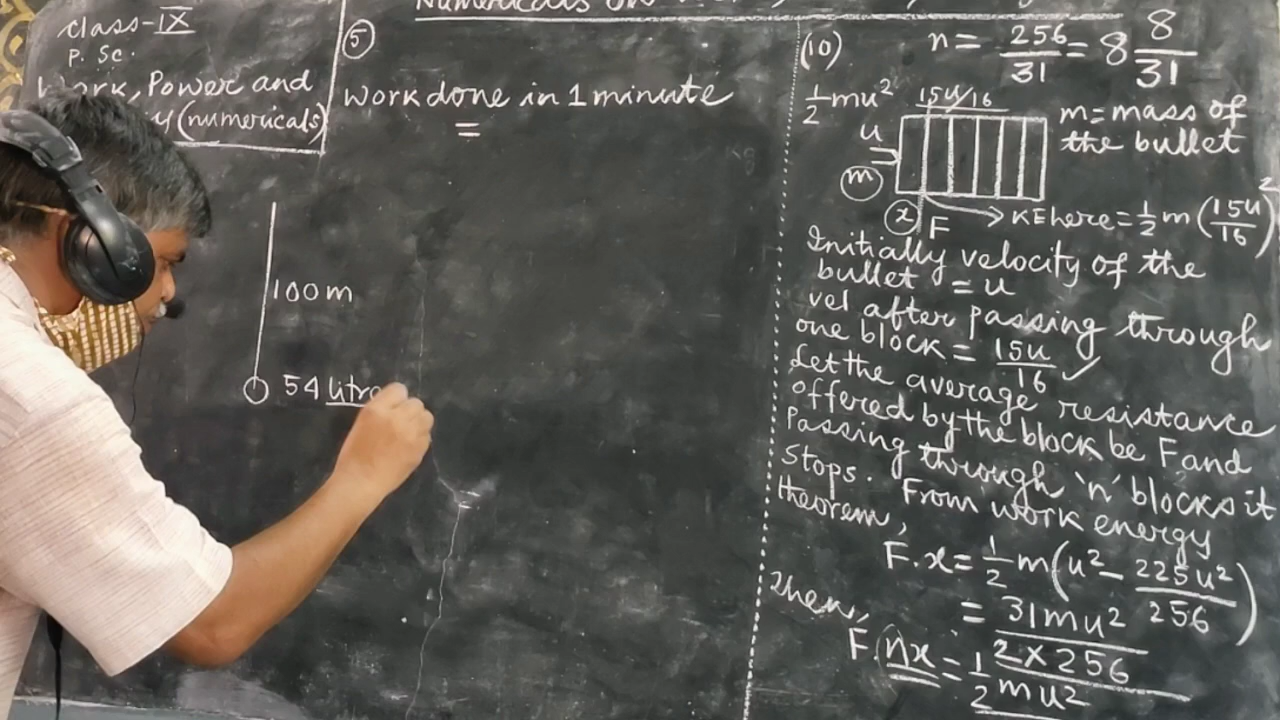 class-IX
P. Sc.
Work, Power and
y (numericals)
Numericals on
(5)
Work done in 1 minute
=
100m
54 litre
(10)
n = 256/31 = 8 8/31
1/2 mu²
15u/16
m = mass of
the bullet
u
m
x
F
KE here = 1/2 m (15u/16)²
Initially velocity of the
bullet = u
vel after passing through
one block = 15u/16 ✓
Let the average resistance
offered by the block be F and
Passing through 'n' blocks it
stops. From work energy
theorem,
F.x = 1/2 m (u² - 225u²/256)
= 31mu²/2×256
Then,
F.nx = 1/2 mu²